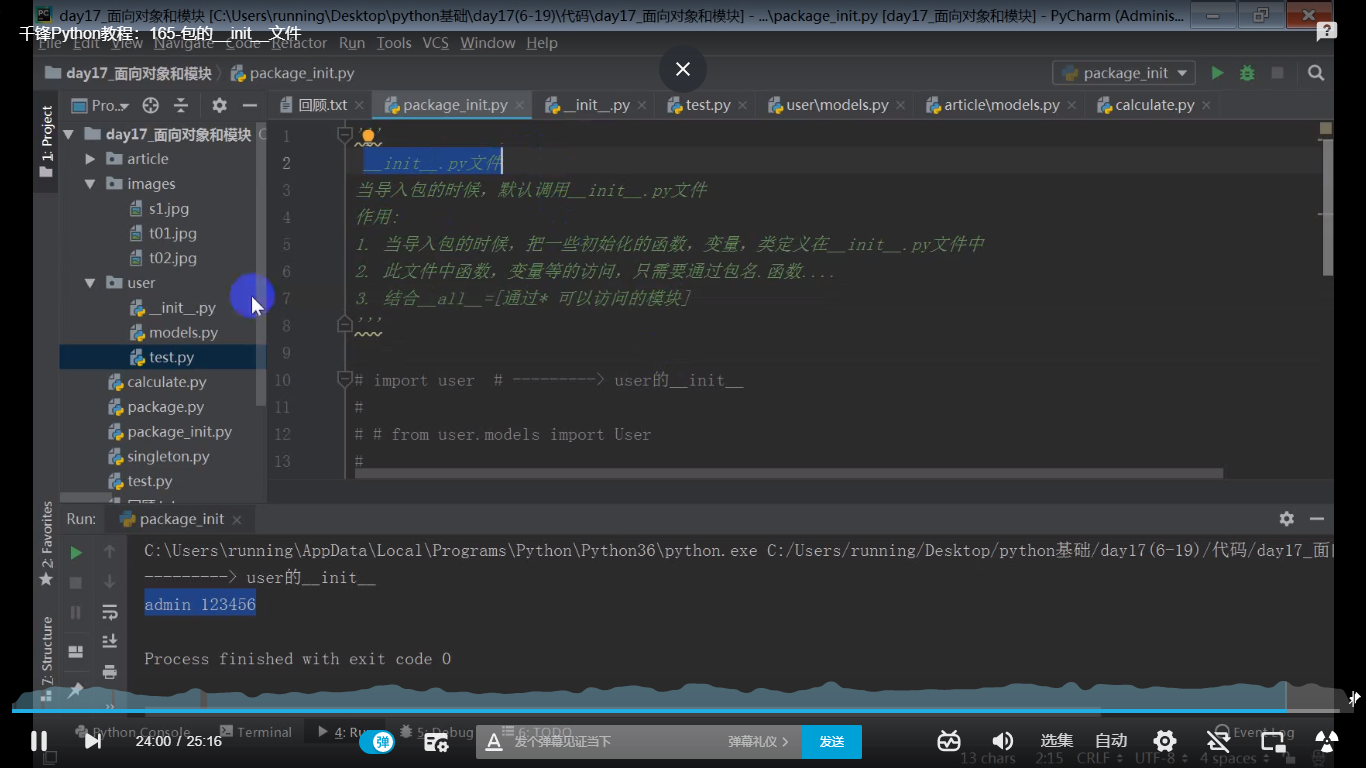 day17_面向对象和模块 [C:\Users\running\Desktop\python基础\day17(6-19)\代码\day17_面向对象和模块] - ...\package_init.py [day17_面向对象和模块] - PyCharm (Adminis...
千锋Python教程：165-包的__init__文件
File Edit View Navigate Code Refactor Run Tools VCS Window Help
day17_面向对象和模块 package_init.py
package_init
Pro...
回顾.txt package_init.py __init__.py test.py user\models.py article\models.py calculate.py
1: Project
day17_面向对象和模块 C
article
images
s1.jpg
t01.jpg
t02.jpg
user
__init__.py
models.py
test.py
calculate.py
package.py
package_init.py
singleton.py
test.py
1 '''
2 __init__.py文件
3 当导入包的时候，默认调用__init__.py文件
4 作用:
5 1. 当导入包的时候，把一些初始化的函数，变量，类定义在__init__.py文件中
6 2. 此文件中函数，变量等的访问，只需要通过包名.函数....
7 3. 结合__all__=[通过* 可以访问的模块]
8 '''
9
10 # import user # ---------> user的__init__
11 #
12 # # from user.models import User
13 #
2: Favorites
7: Structure
Run: package_init
C:\Users\running\AppData\Local\Programs\Python\Python36\python.exe C:/Users/running/Desktop/python基础/day17(6-19)/代码/day17_面
---------> user的__init__
admin 123456
Process finished with exit code 0
Python Console Terminal 4: Ru 5: Debug 6: TODO Event Log
24:00 / 25:16 弹 发个弹幕见证当下 弹幕礼仪 > 发送 选集 自动
13 chars 2:15 CRLF UTF-8 4 spaces